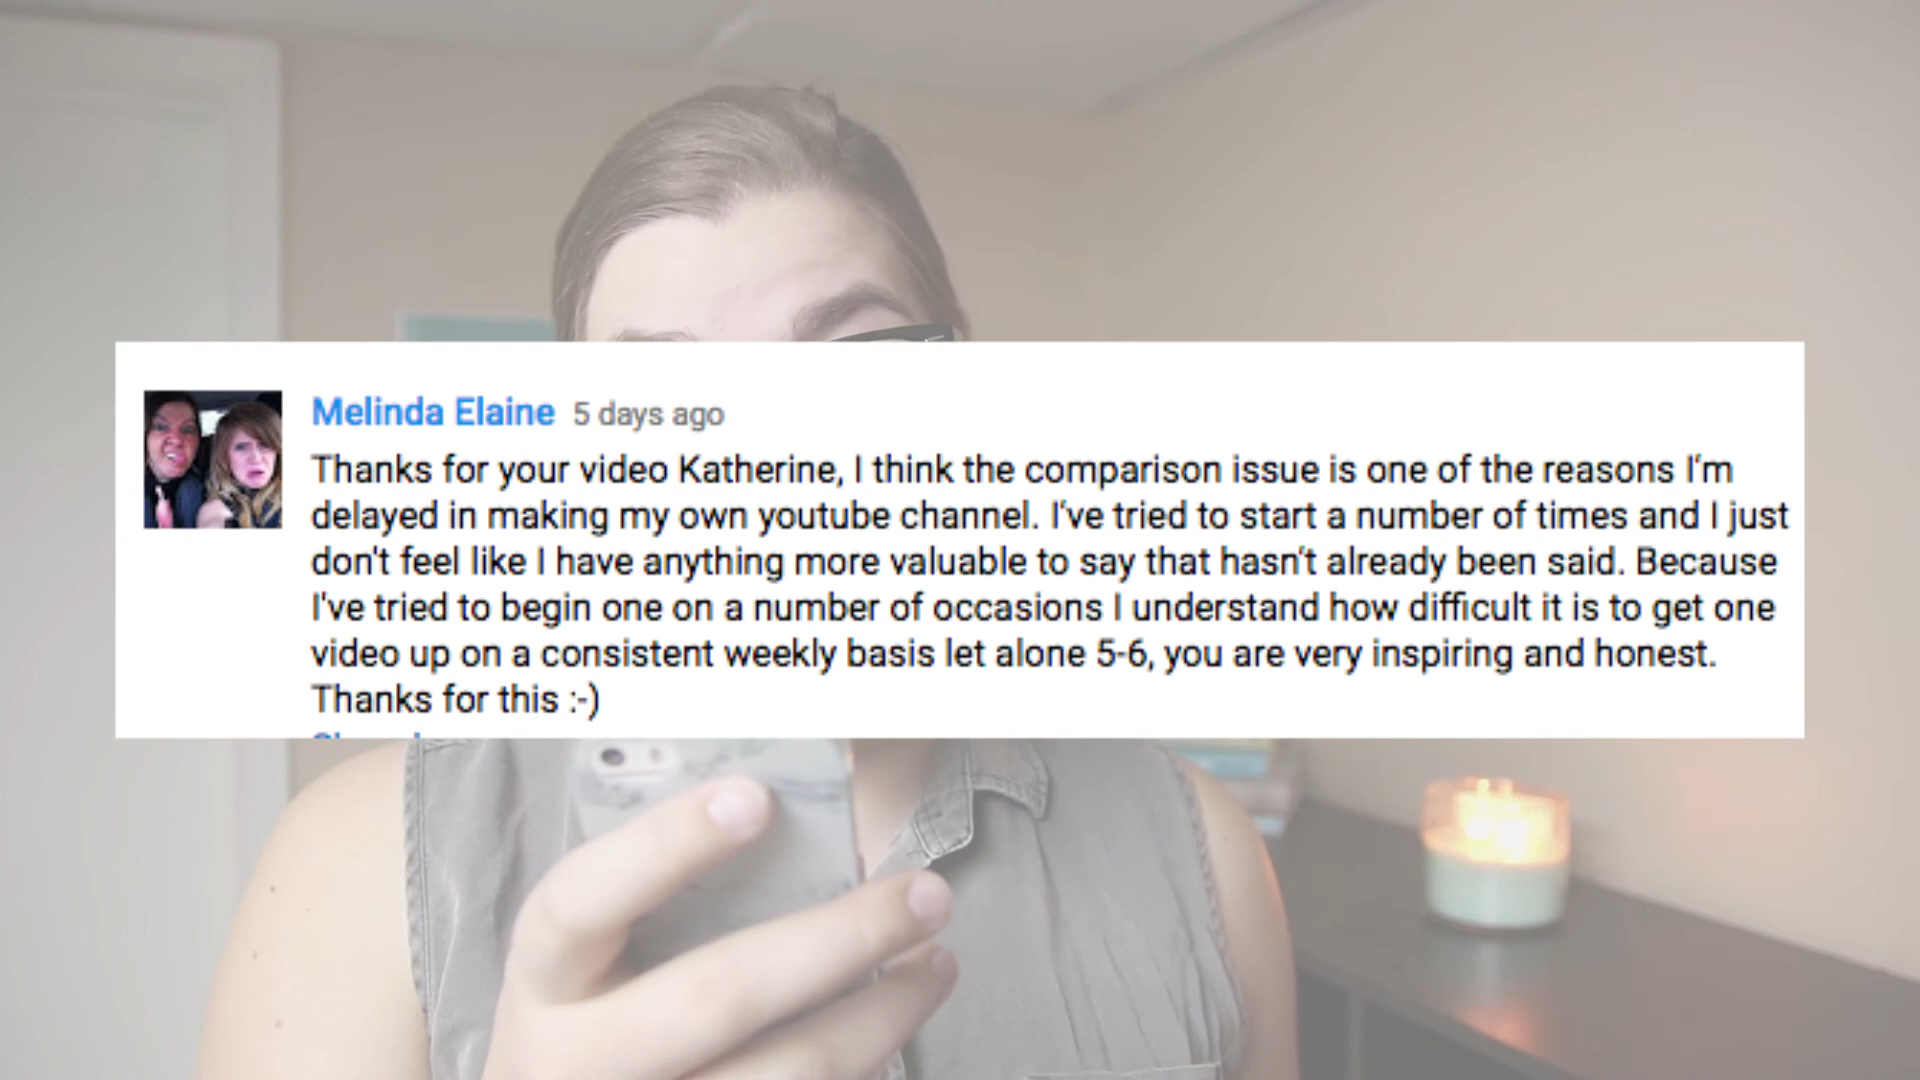 Melinda Elaine 5 days ago
Thanks for your video Katherine, I think the comparison issue is one of the reasons I'm
delayed in making my own youtube channel. I've tried to start a number of times and I just
don't feel like I have anything more valuable to say that hasn't already been said. Because
I've tried to begin one on a number of occasions I understand how difficult it is to get one
video up on a consistent weekly basis let alone 5-6, you are very inspiring and honest.
Thanks for this :-)